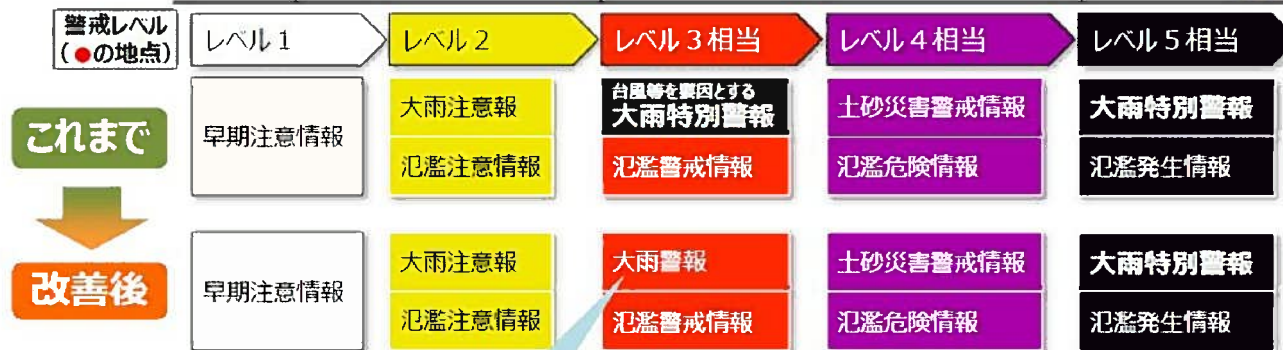 警戒レベル
(●の地点)
レベル1
レベル2
レベル3相当
レベル4相当
レベル5相当
これまで
早期注意情報
大雨注意報
氾濫注意情報
台風等を要因とする
大雨特別警報
氾濫警戒情報
土砂災害警戒情報
氾濫危険情報
大雨特別警報
氾濫発生情報
改善後
早期注意情報
大雨注意報
氾濫注意情報
大雨警報
氾濫警戒情報
土砂災害警戒情報
氾濫危険情報
大雨特別警報
氾濫発生情報